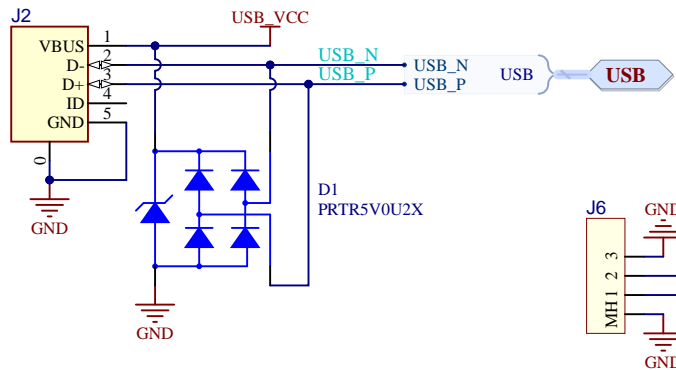 J2
USB_VCC
VBUS 1
D- 2
D+ 3
ID 4
GND 5
0
GND
USB_N
USB_P
USB_N
USB_P
USB
USB
D1
PRTR5V0U2X
GND
J6
GND
3
2
1
MH
GND